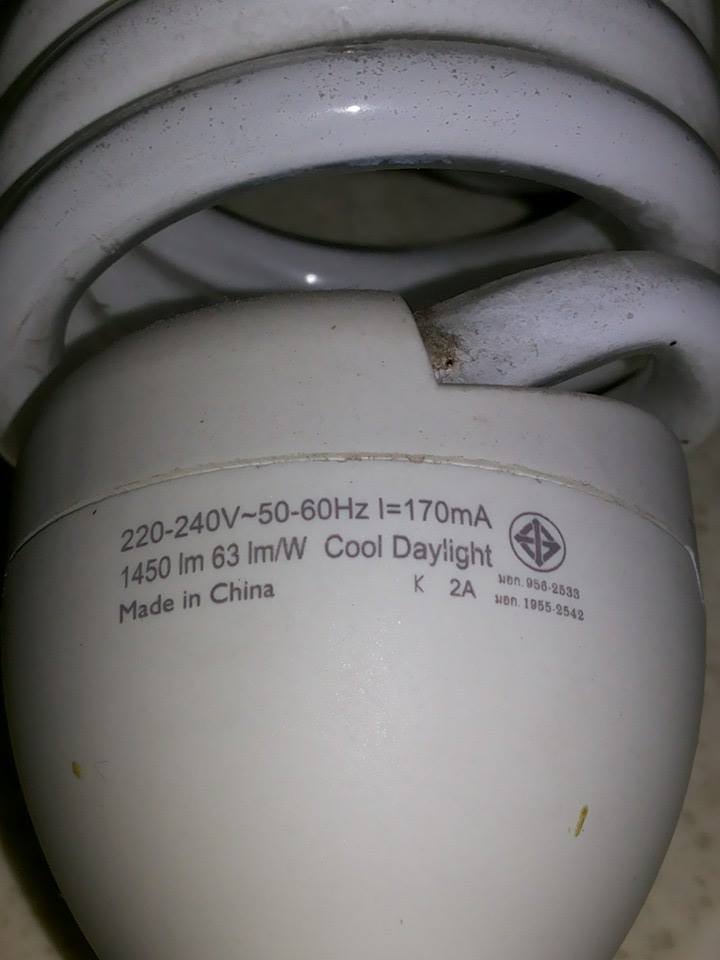 220-240V~50-60Hz I=170mA
1450 lm 63 lm/W Cool Daylight
Made in China K 2A
มอก. 956-2533
มอก. 1955-2542